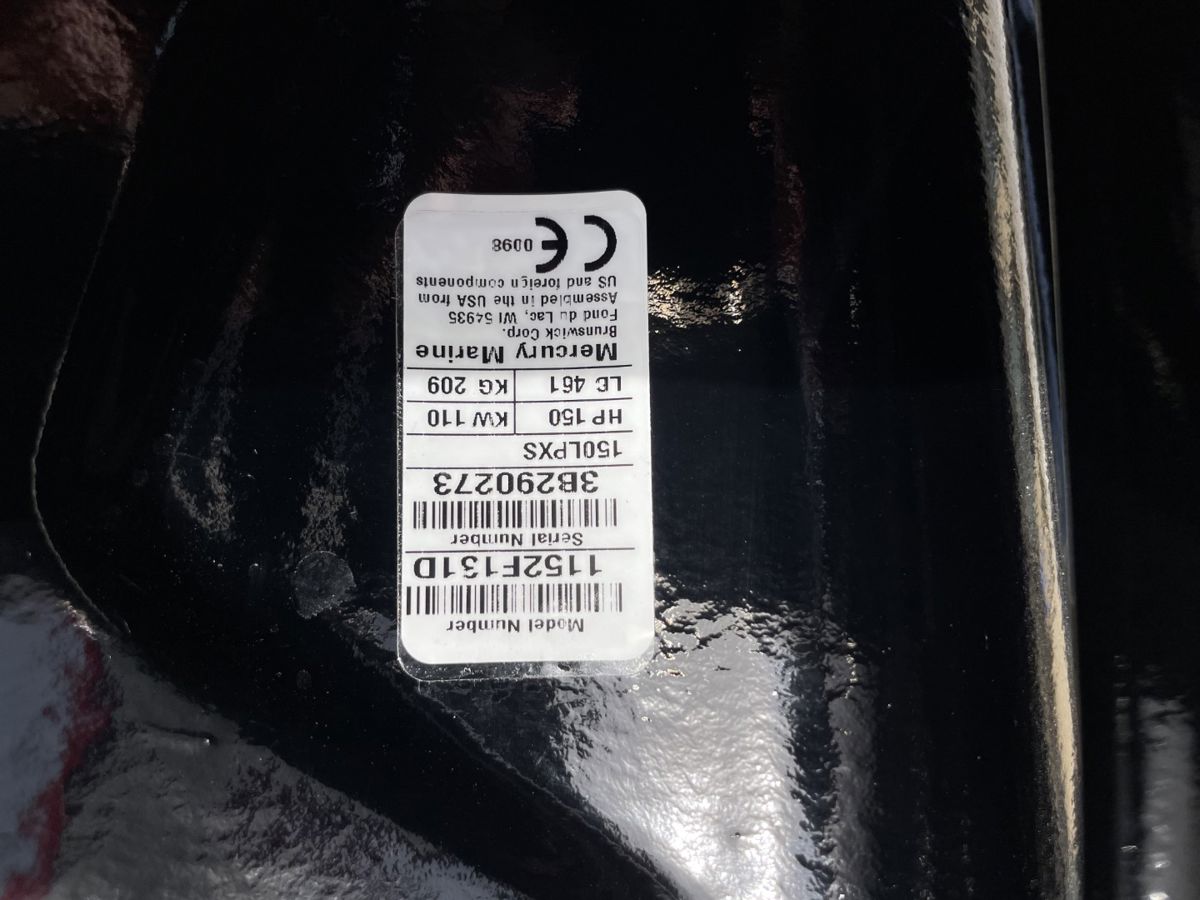 Model Number
1152F131D
Serial Number
3B290273
150LPXS
HP 150 KW 110
LB 461 KG 209
Mercury Marine
Brunswick Corp.
Fond du Lac, WI 54935
Assembled in the USA from
US and foreign components
CE 0098